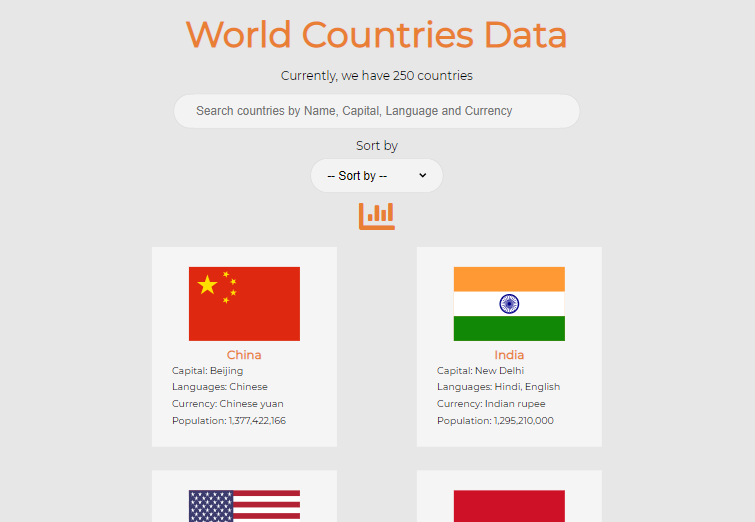 World Countries Data
Currently, we have 250 countries
Search countries by Name, Capital, Language and Currency
Sort by
-- Sort by --
China
Capital: Beijing
Languages: Chinese
Currency: Chinese yuan
Population: 1,377,422,166
India
Capital: New Delhi
Languages: Hindi, English
Currency: Indian rupee
Population: 1,295,210,000